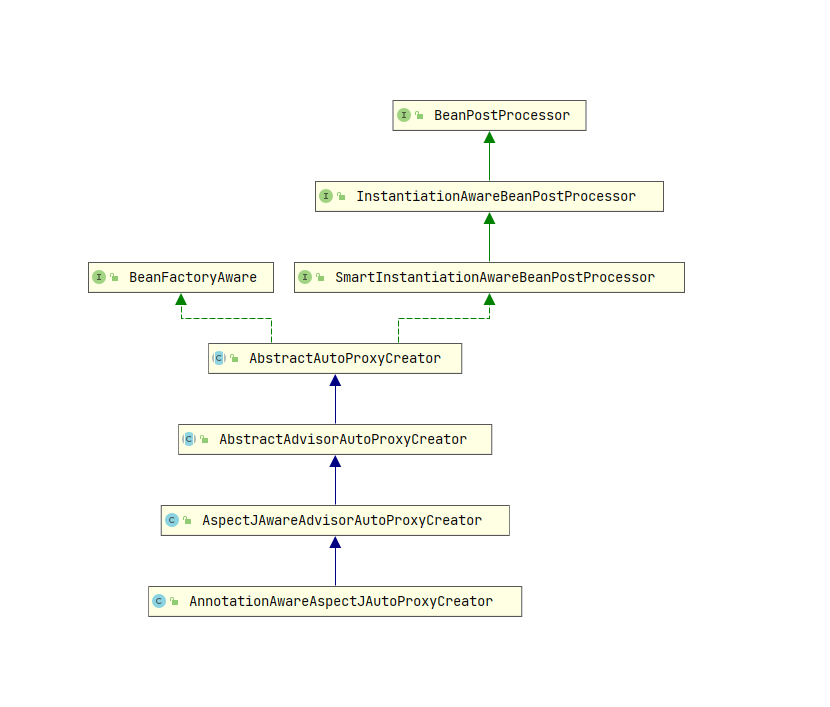 I BeanPostProcessor
I InstantiationAwareBeanPostProcessor
I BeanFactoryAware
I SmartInstantiationAwareBeanPostProcessor
C AbstractAutoProxyCreator
C AbstractAdvisorAutoProxyCreator
C AspectJAwareAdvisorAutoProxyCreator
C AnnotationAwareAspectJAutoProxyCreator